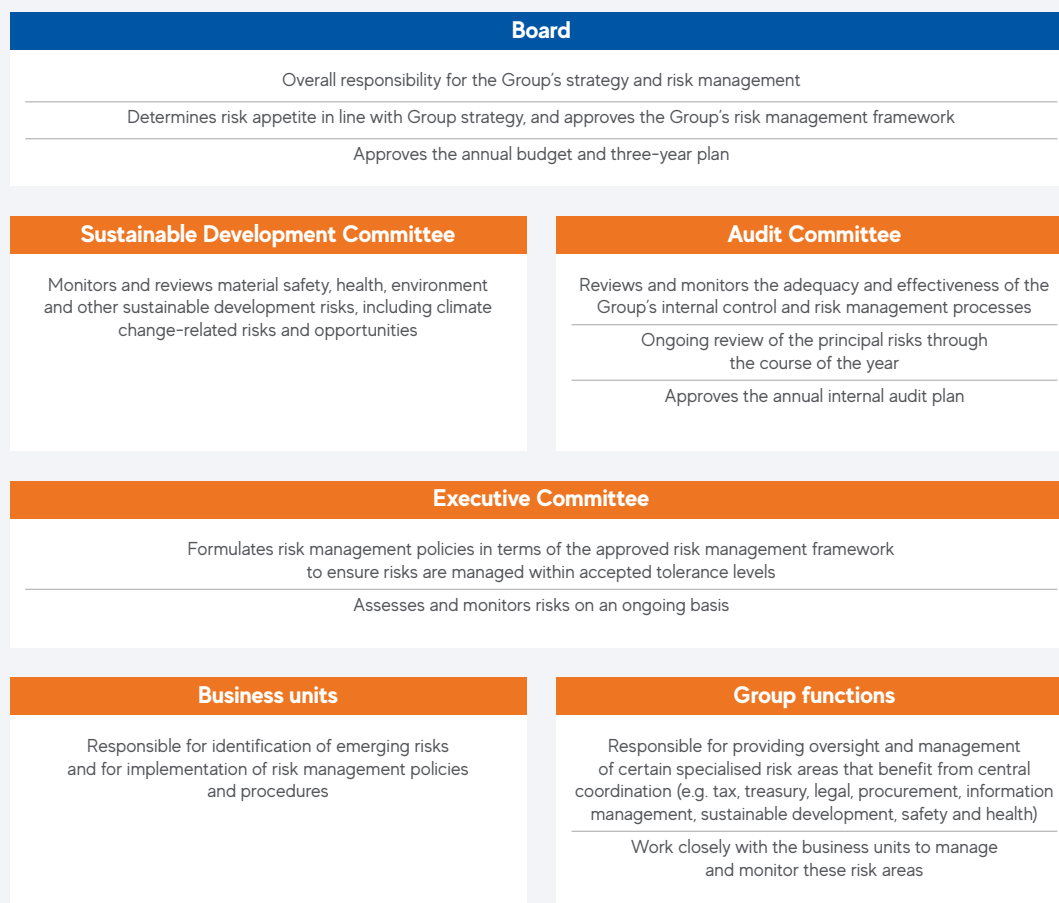 Board
Overall responsibility for the Group's strategy and risk management
Determines risk appetite in line with Group strategy, and approves the Group's risk management framework
Approves the annual budget and three-year plan
Sustainable Development Committee
Monitors and reviews material safety, health, environment
and other sustainable development risks, including climate
change-related risks and opportunities
Audit Committee
Reviews and monitors the adequacy and effectiveness of the
Group's internal control and risk management processes
Ongoing review of the principal risks through
the course of the year
Approves the annual internal audit plan
Executive Committee
Formulates risk management policies in terms of the approved risk management framework
to ensure risks are managed within accepted tolerance levels
Assesses and monitors risks on an ongoing basis
Business units
Responsible for identification of emerging risks
and for implementation of risk management policies
and procedures
Group functions
Responsible for providing oversight and management
of certain specialised risk areas that benefit from central
coordination (e.g. tax, treasury, legal, procurement, information
management, sustainable development, safety and health)
Work closely with the business units to manage
and monitor these risk areas